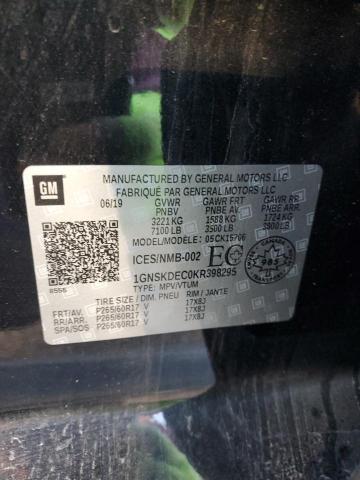 GM
MANUFACTURED BY GENERAL MOTORS LLC
FABRIQUÉ PAR GENERAL MOTORS LLC
06/19 GVWR GAWR FRT GAWR RR
PNBV PNBE AV PNBE ARR.
3221 KG 1588 KG 1724 KG
7100 LB 3500 LB 3800 LB
MODEL/MODELE: 05CK15706
ICES/NMB-002 EC 985
1GNSKDEC0KR398295
TYPE: MPV/VTUM
TIRE SIZE / DIM. PNEU RIM / JANTE
FRT/AV. P265/60R17 V 17X8J
RR/ARR. P265/60R17 V 17X8J
SPA/SOS P265/60R17 V 17X8J